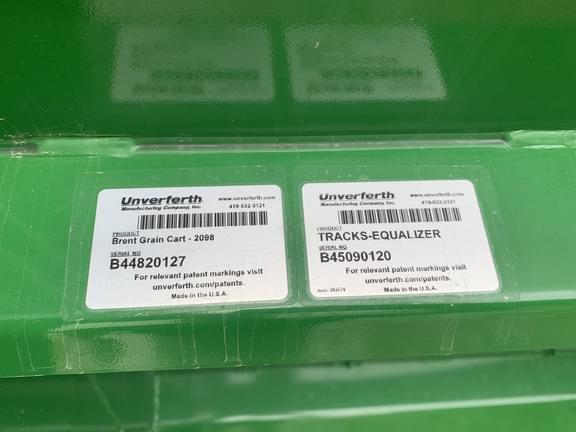 Unverferth www.unverferth.com
Manufacturing Company, Inc. 419-532-3121
PRODUCT
Brent Grain Cart - 2098
SERIAL NO
B44820127
For relevant patent markings visit
unverferth.com/patents.
Made in the U.S.A.
Unverferth www.unverferth.com
Manufacturing Company, Inc. 419-532-3121
PRODUCT
TRACKS-EQUALIZER
SERIAL NO
B45090120
For relevant patent markings visit
unverferth.com/patents.
Made in the U.S.A.